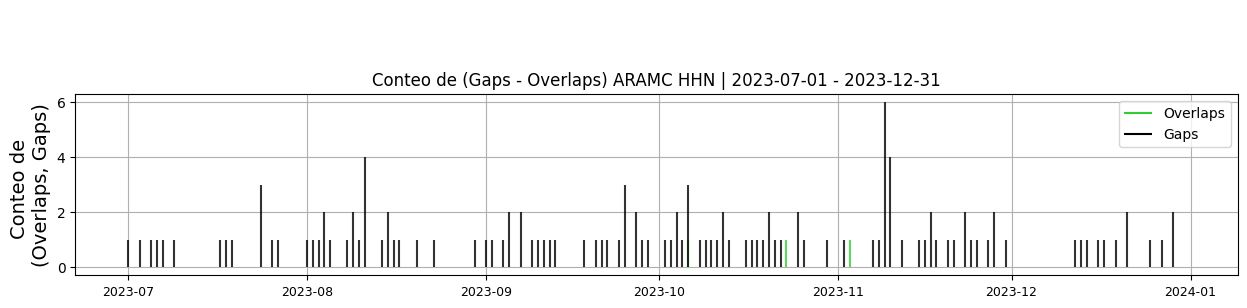 Conteo de (Gaps - Overlaps) ARAMC HHN | 2023-07-01 - 2023-12-31
Conteo de
(Overlaps, Gaps)
6
4
2
0
Overlaps
Gaps
2023-07
2023-08
2023-09
2023-10
2023-11
2023-12
2024-01